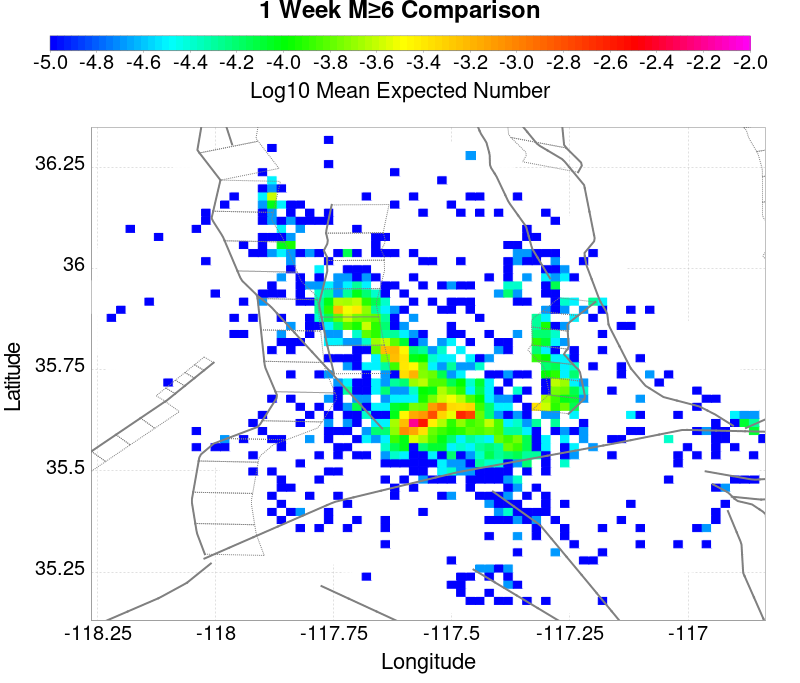 1 Week M≥6 Comparison
-5.0 -4.8 -4.6 -4.4 -4.2 -4.0 -3.8 -3.6 -3.4 -3.2 -3.0 -2.8 -2.6 -2.4 -2.2 -2.0
Log10 Mean Expected Number
36.25
36
35.75
35.5
35.25
Latitude
-118.25 -118 -117.75 -117.5 -117.25 -117
Longitude